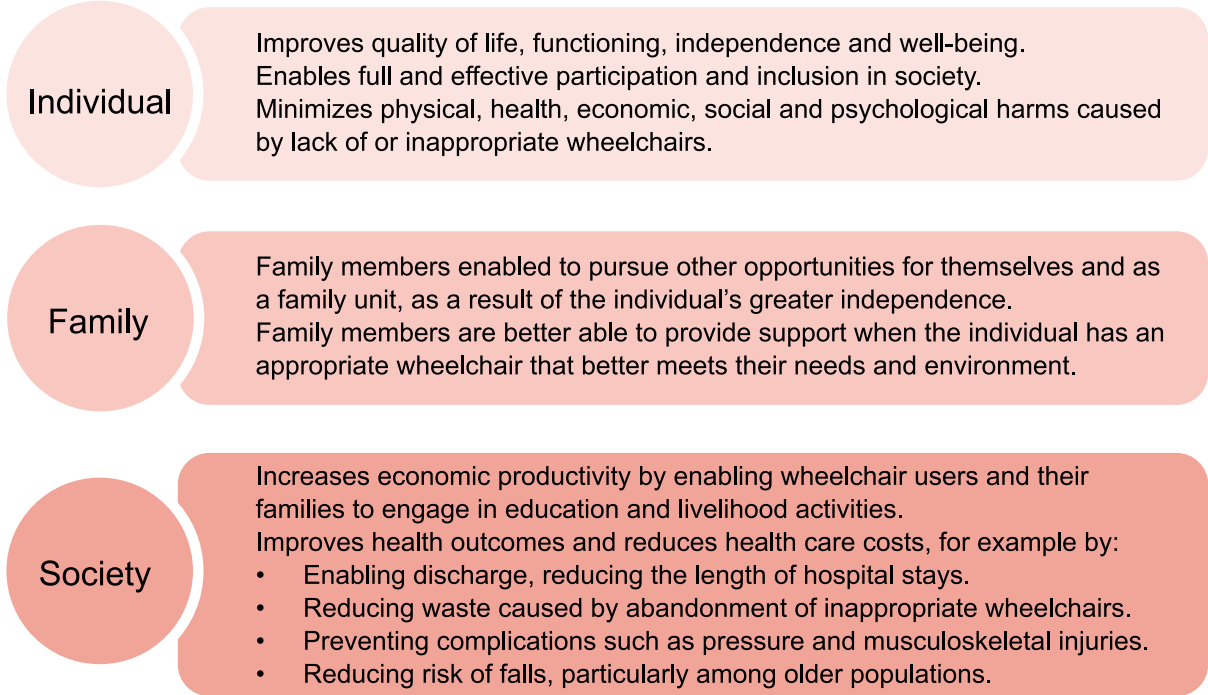 Individual
Improves quality of life, functioning, independence and well-being.
Enables full and effective participation and inclusion in society.
Minimizes physical, health, economic, social and psychological harms caused
by lack of or inappropriate wheelchairs.
Family
Family members enabled to pursue other opportunities for themselves and as
a family unit, as a result of the individual’s greater independence.
Family members are better able to provide support when the individual has an
appropriate wheelchair that better meets their needs and environment.
Society
Increases economic productivity by enabling wheelchair users and their
families to engage in education and livelihood activities.
Improves health outcomes and reduces health care costs, for example by:
• Enabling discharge, reducing the length of hospital stays.
• Reducing waste caused by abandonment of inappropriate wheelchairs.
• Preventing complications such as pressure and musculoskeletal injuries.
• Reducing risk of falls, particularly among older populations.